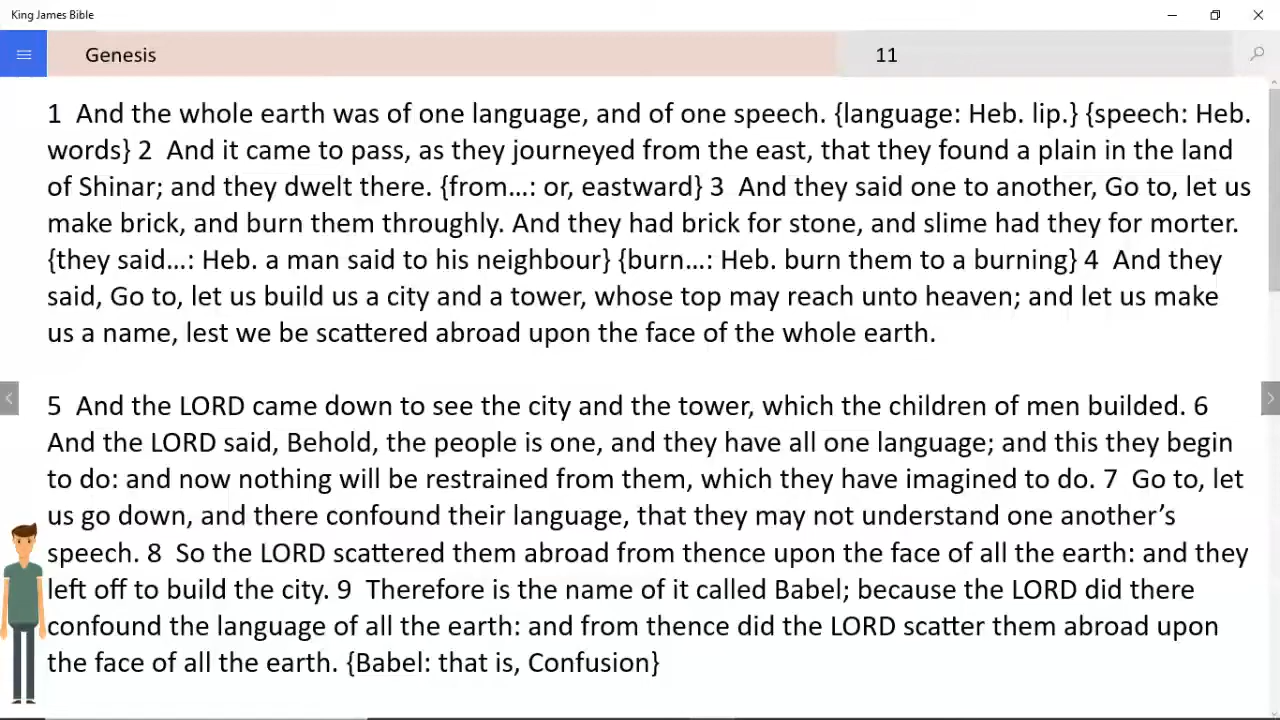 King James Bible
Genesis
11
1 And the whole earth was of one language, and of one speech. {language: Heb. lip.} {speech: Heb.
words} 2 And it came to pass, as they journeyed from the east, that they found a plain in the land
of Shinar; and they dwelt there. {from...: or, eastward} 3 And they said one to another, Go to, let us
make brick, and burn them throughly. And they had brick for stone, and slime had they for morter.
{they said...: Heb. a man said to his neighbour} {burn...: Heb. burn them to a burning} 4 And they
said, Go to, let us build us a city and a tower, whose top may reach unto heaven; and let us make
us a name, lest we be scattered abroad upon the face of the whole earth.
5 And the LORD came down to see the city and the tower, which the children of men builded. 6
And the LORD said, Behold, the people is one, and they have all one language; and this they begin
to do: and now nothing will be restrained from them, which they have imagined to do. 7 Go to, let
us go down, and there confound their language, that they may not understand one another’s
speech. 8 So the LORD scattered them abroad from thence upon the face of all the earth: and they
left off to build the city. 9 Therefore is the name of it called Babel; because the LORD did there
confound the language of all the earth: and from thence did the LORD scatter them abroad upon
the face of all the earth. {Babel: that is, Confusion}